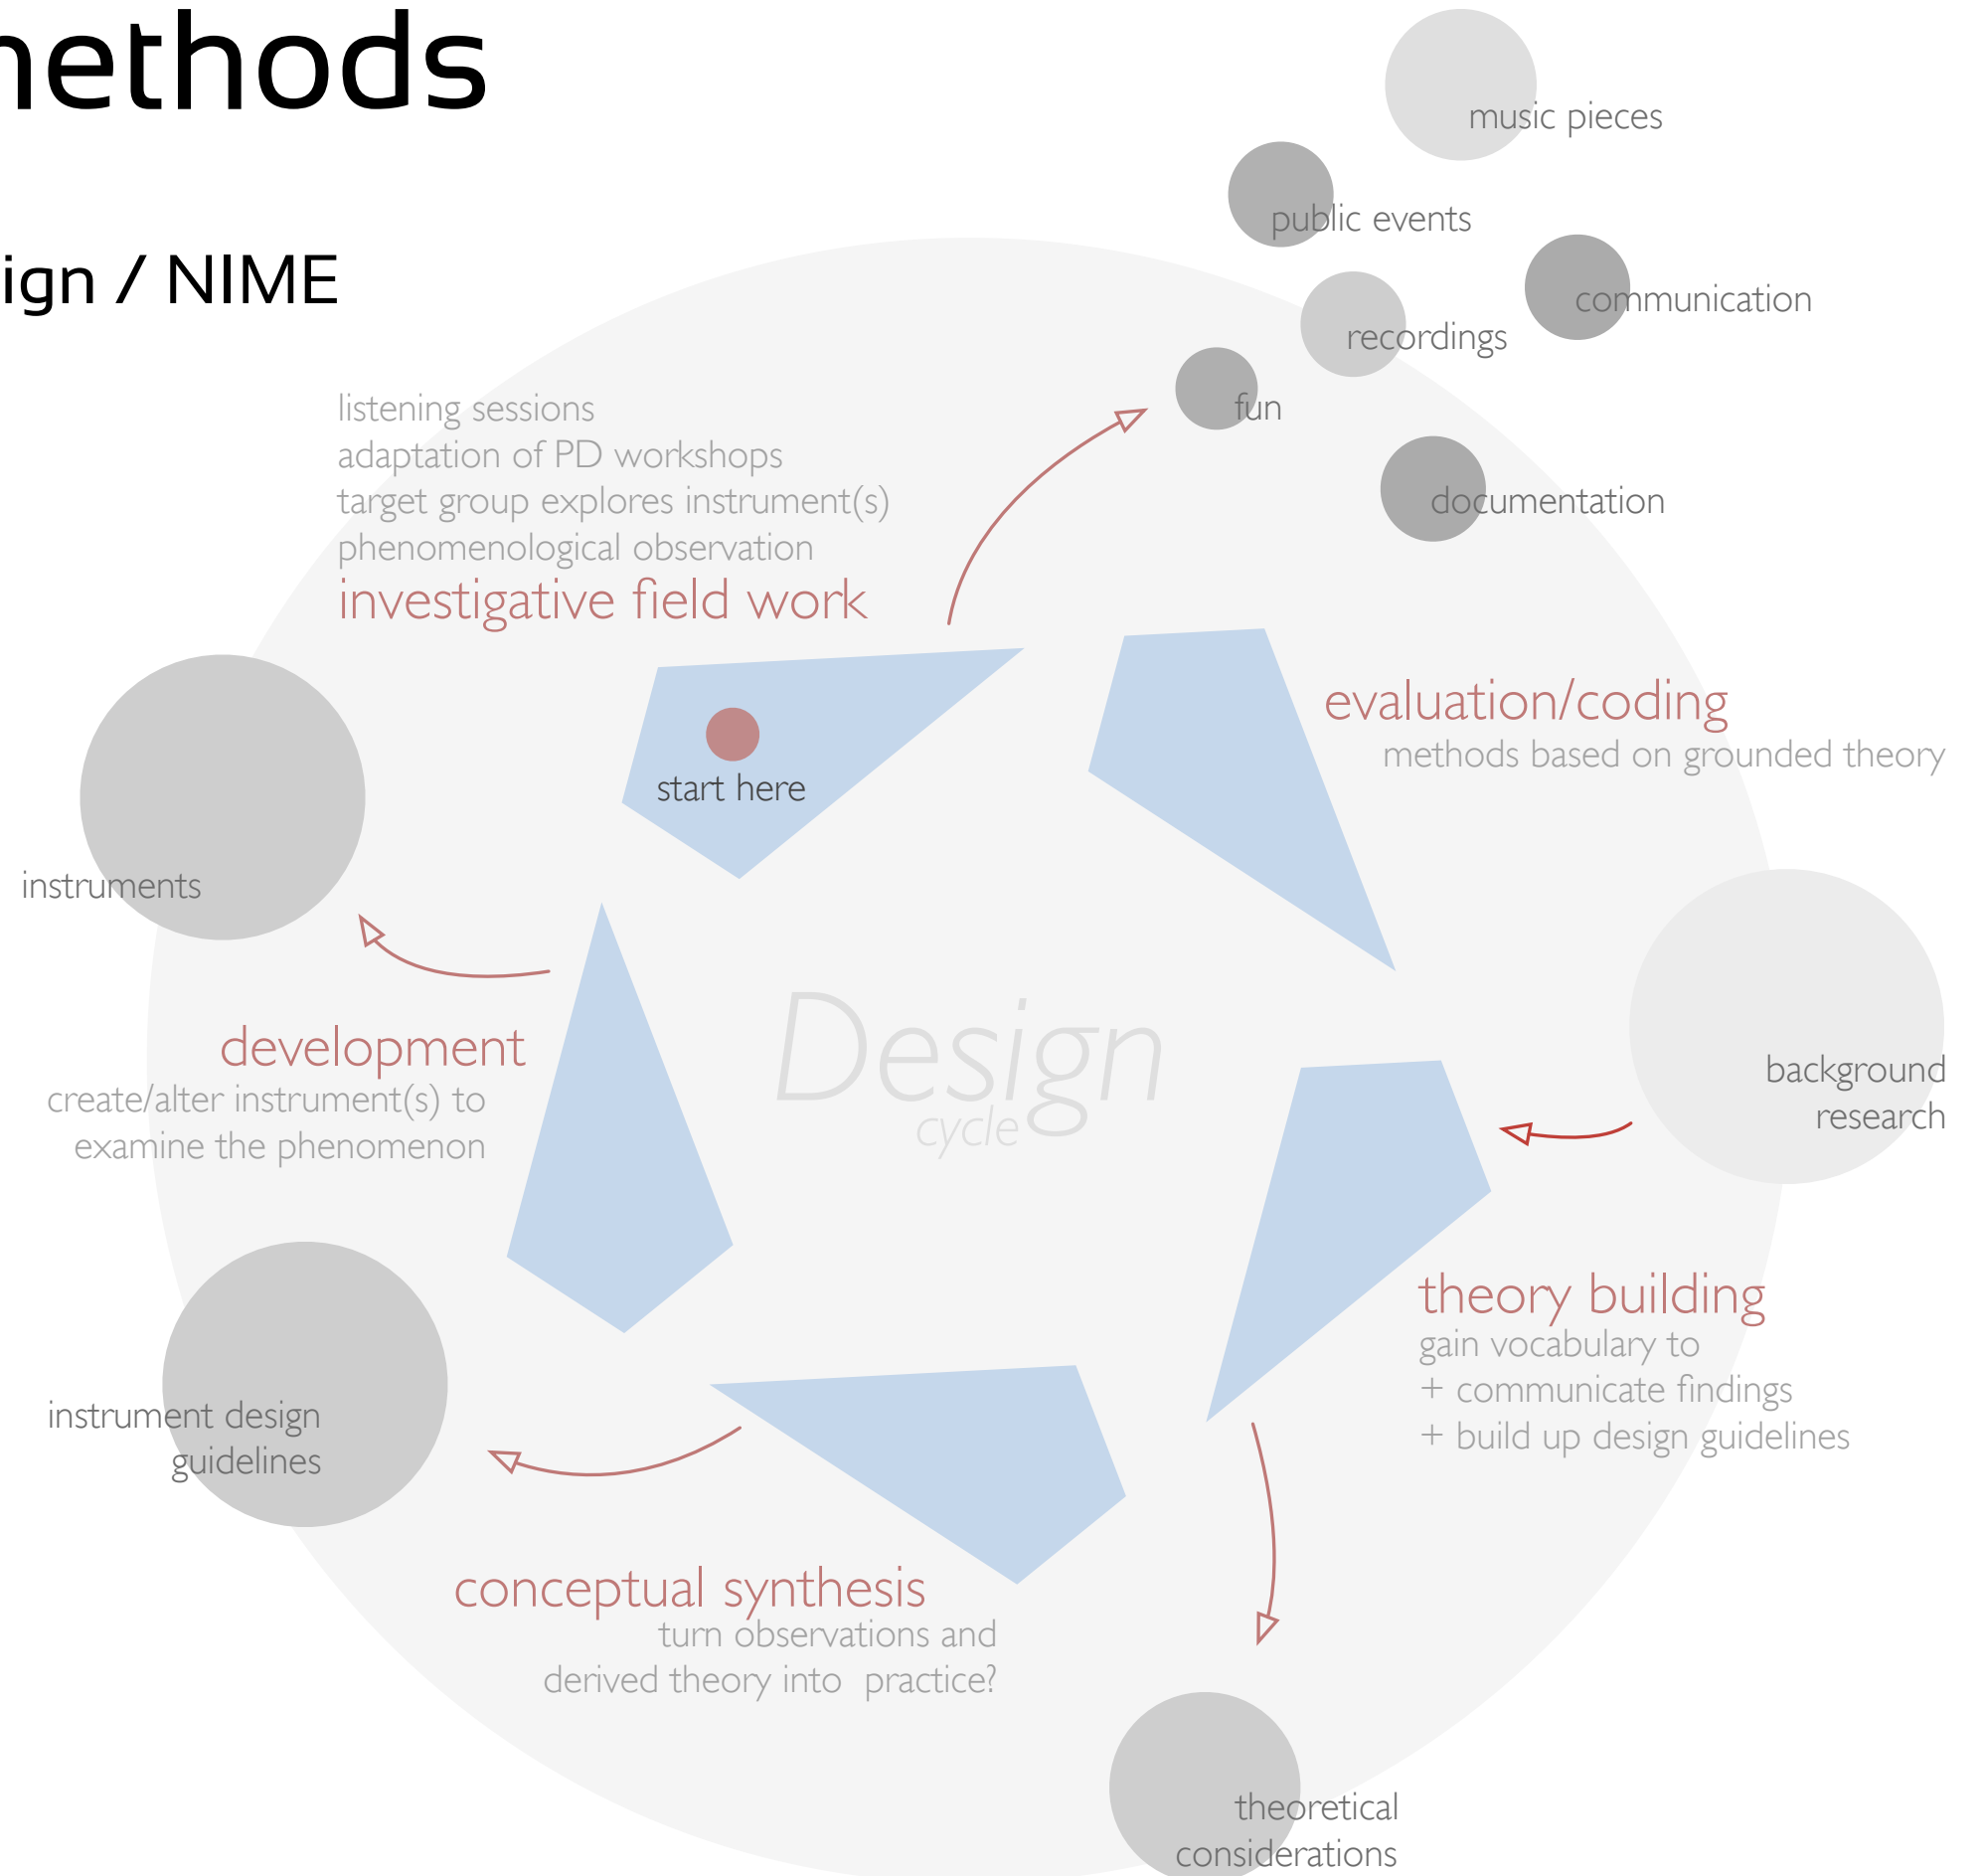 nethods
ign / NIME
music pieces
public events
communication
recordings
fun
documentation
listening sessions
adaptation of PD workshops
target group explores instrument(s)
phenomenological observation
investigative field work
evaluation/coding
methods based on grounded theory
start here
instruments
development
create/alter instrument(s) to
examine the phenomenon
Design
cycle
background
research
theory building
gain vocabulary to
+ communicate findings
+ build up design guidelines
instrument design
guidelines
conceptual synthesis
turn observations and
derived theory into  practice?
theoretical
considerations